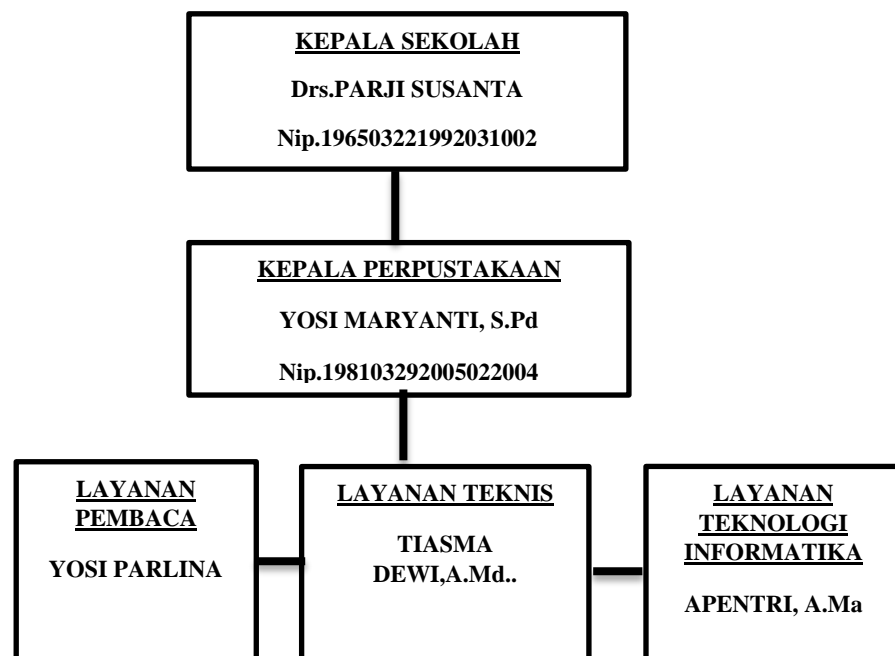 KEPALA SEKOLAH
Drs.PARJI SUSANTA
Nip.196503221992031002
KEPALA PERPUSTAKAAN
YOSI MARYANTI, S.Pd
Nip.198103292005022004
LAYANAN
PEMBACA
YOSI PARLINA
LAYANAN TEKNIS
TIASMA
DEWI,A.Md..
LAYANAN
TEKNOLOGI
INFORMATIKA
APENTRI, A.Ma